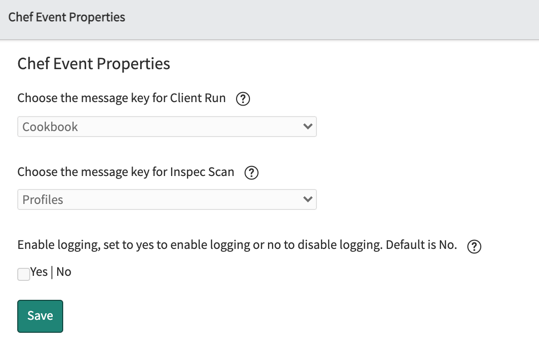 Chef Event Properties
Chef Event Properties
Choose the message key for Client Run ?
Cookbook
Choose the message key for Inspec Scan ?
Profiles
Enable logging, set to yes to enable logging or no to disable logging. Default is No. ?
Yes | No
Save